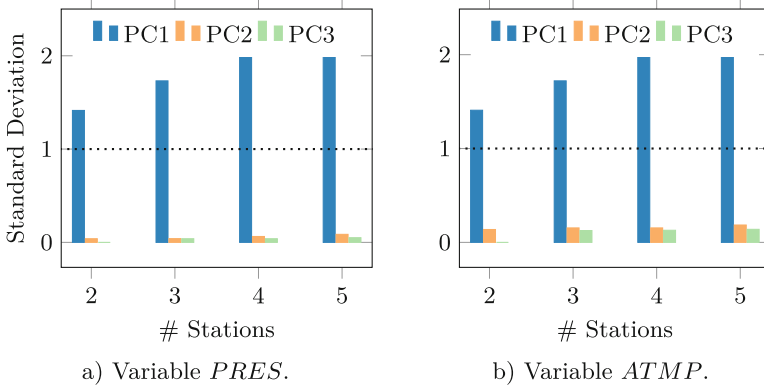 PC1 PC2 PC3
2
1
0
Standard Deviation
2 3 4 5
# Stations
a) Variable PRES.
PC1 PC2 PC3
2
1
0
2 3 4 5
# Stations
b) Variable ATMP.